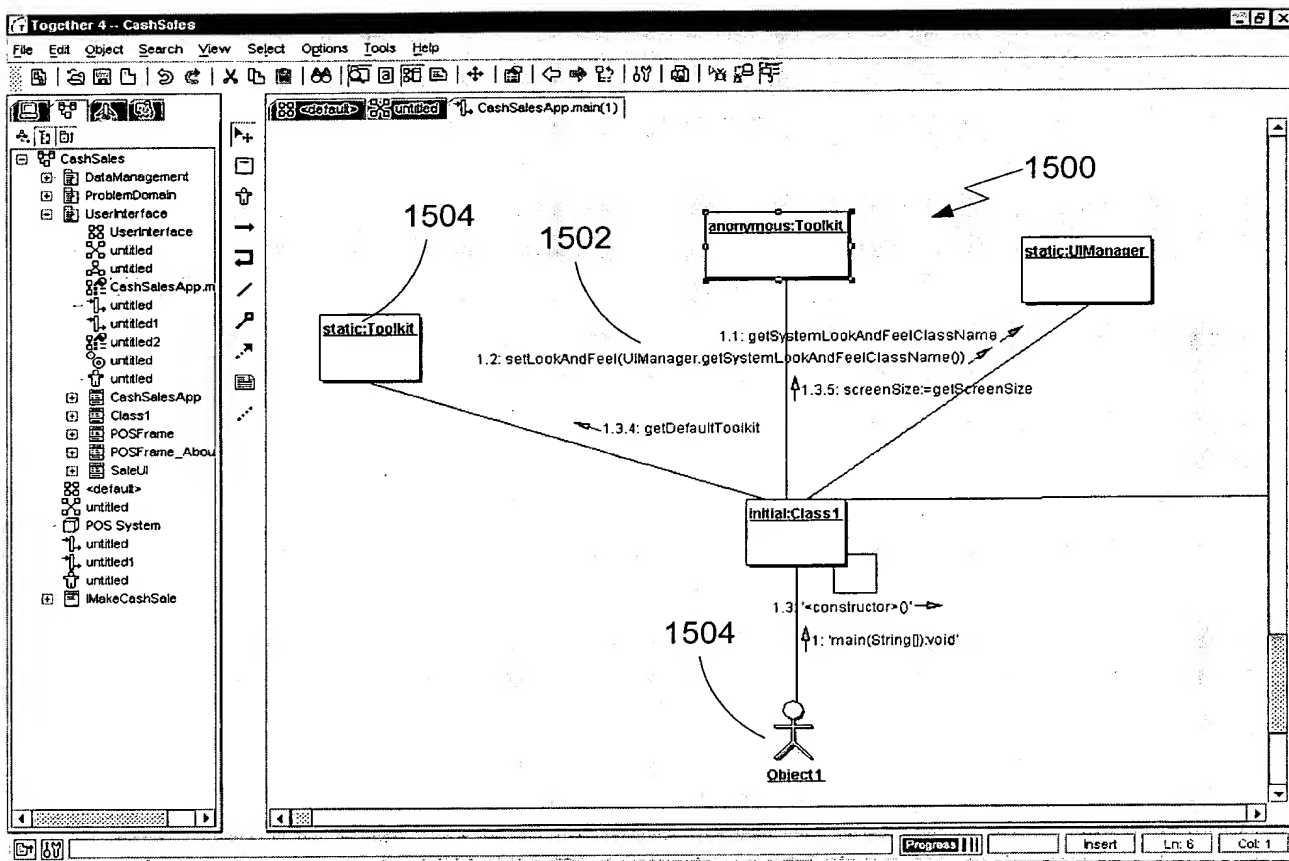 Together 4 -- CashSales
File Edit Object Search View Select Options Tools Help
<default> untitled CashSalesApp.main(1)
CashSales
DataManagement
ProblemDomain
UserInterface
UserInterface
untitled
untitled
CashSalesApp.m
untitled
untitled1
untitled2
untitled
untitled
CashSalesApp
Class1
POSFrame
POSFrame_Abou
SaleUI
<default>
untitled
POS System
untitled
untitled1
untitled
IMakeCashSale
1500
1504
1502
anonymous:Toolkit
static:UIManager
static:Toolkit
1.1: getSystemLookAndFeelClassName
1.2: setLookAndFeel(UIManager.getSystemLookAndFeelClassName())
1.3.5: screenSize:=getScreenSize
1.3.4: getDefaultToolkit
initial:Class1
1.3: '<constructor>()'
1504
1: 'main(String[]):void'
Object1
Progress Insert Ln: 6 Col: 1